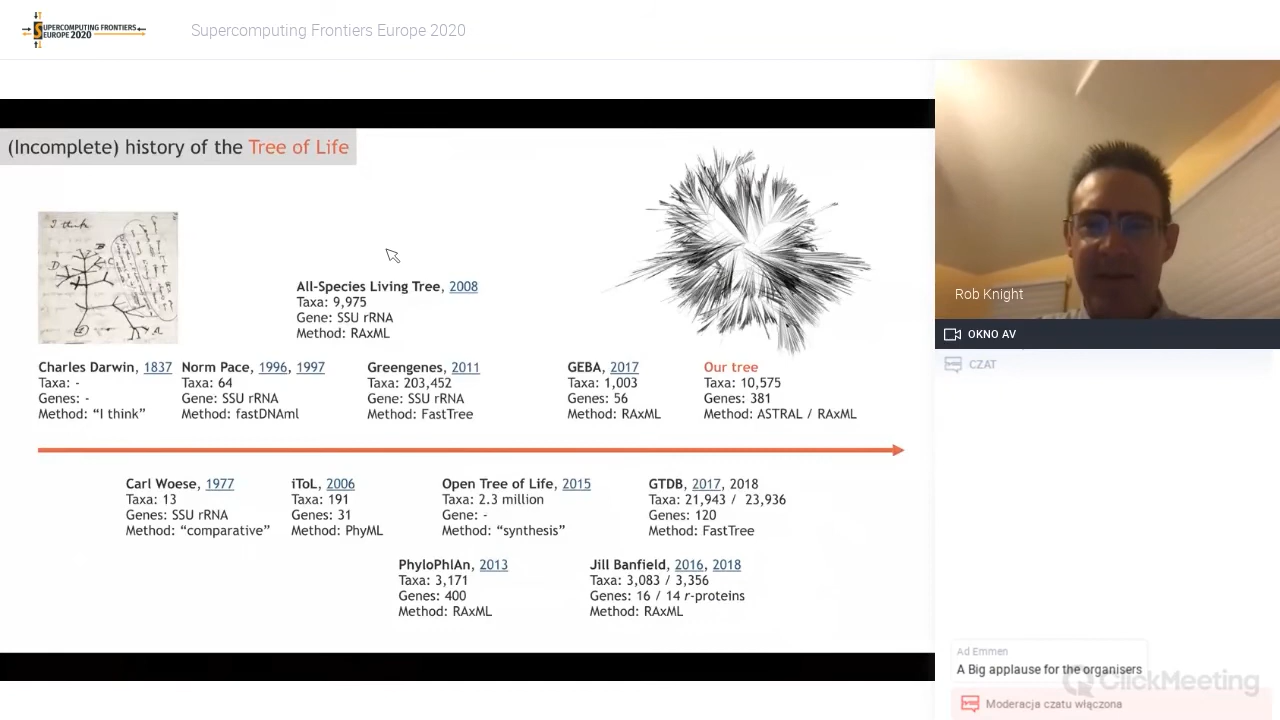 SUPERCOMPUTING FRONTIERS
EUROPE 2020
Supercomputing Frontiers Europe 2020
(Incomplete) history of the Tree of Life
I think
All-Species Living Tree, 2008
Taxa: 9,975
Gene: SSU rRNA
Method: RAxML
Charles Darwin, 1837
Taxa: -
Genes: -
Method: “I think”
Norm Pace, 1996, 1997
Taxa: 64
Gene: SSU rRNA
Method: fastDNAml
Greengenes, 2011
Taxa: 203,452
Gene: SSU rRNA
Method: FastTree
GEBA, 2017
Taxa: 1,003
Genes: 56
Method: RAxML
Our tree
Taxa: 10,575
Genes: 381
Method: ASTRAL / RAxML
Carl Woese, 1977
Taxa: 13
Genes: SSU rRNA
Method: “comparative”
iToL, 2006
Taxa: 191
Genes: 31
Method: PhyML
Open Tree of Life, 2015
Taxa: 2.3 million
Gene: -
Method: “synthesis”
GTDB, 2017, 2018
Taxa: 21,943 / 23,936
Genes: 120
Method: FastTree
PhyloPhlAn, 2013
Taxa: 3,171
Genes: 400
Method: RAxML
Jill Banfield, 2016, 2018
Taxa: 3,083 / 3,356
Genes: 16 / 14 r-proteins
Method: RAxML
Rob Knight
OKNO AV
CZAT
Ad Emmen
A Big applause for the organisers
ClickMeeting
Moderacja czatu włączona